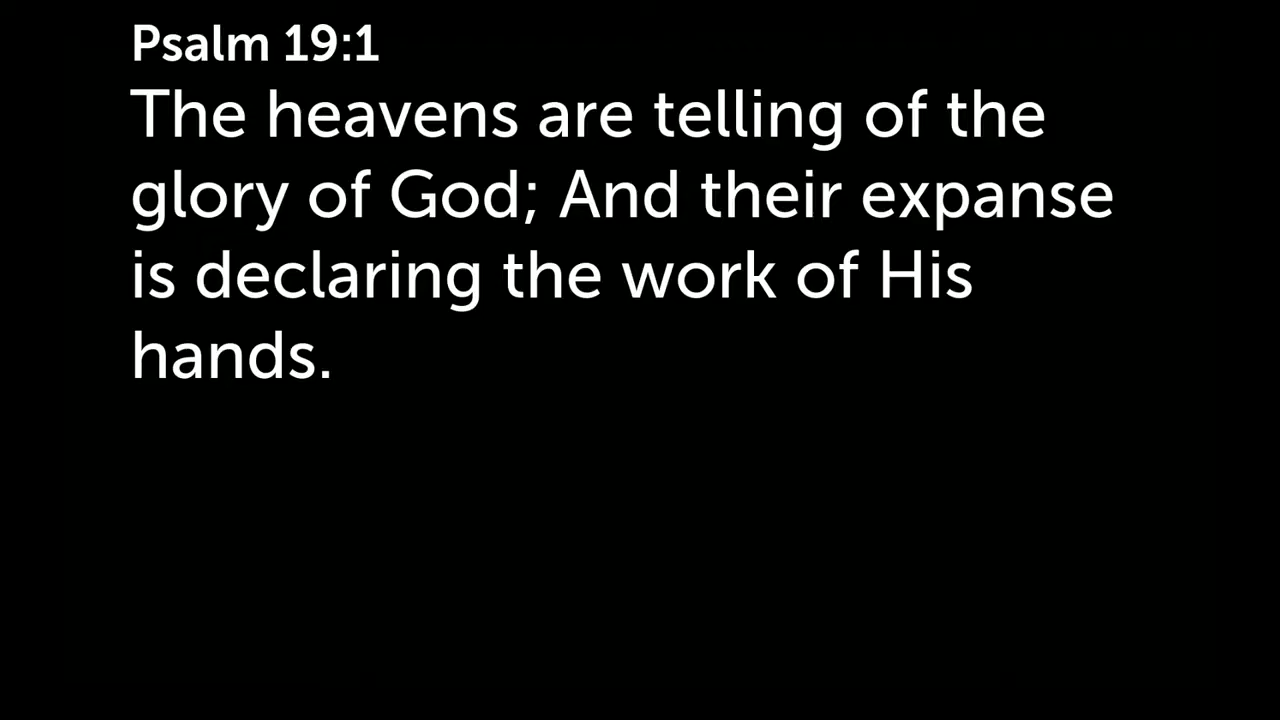 Psalm 19:1
The heavens are telling of the
glory of God; And their expanse
is declaring the work of His
hands.